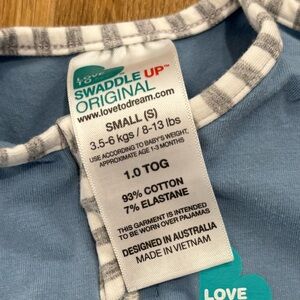 LOVE TO
SWADDLE UP™
ORIGINAL
www.lovetodream.com
SMALL (S)
3.5-6 kgs / 8-13 lbs
USE ACCORDING TO BABY'S WEIGHT,
APPROXIMATE AGE 1-3 MONTHS
1.0 TOG
93% COTTON
7% ELASTANE
THIS GARMENT IS INTENDED
TO BE WORN OVER PAJAMAS
DESIGNED IN AUSTRALIA
MADE IN VIETNAM
LOVE